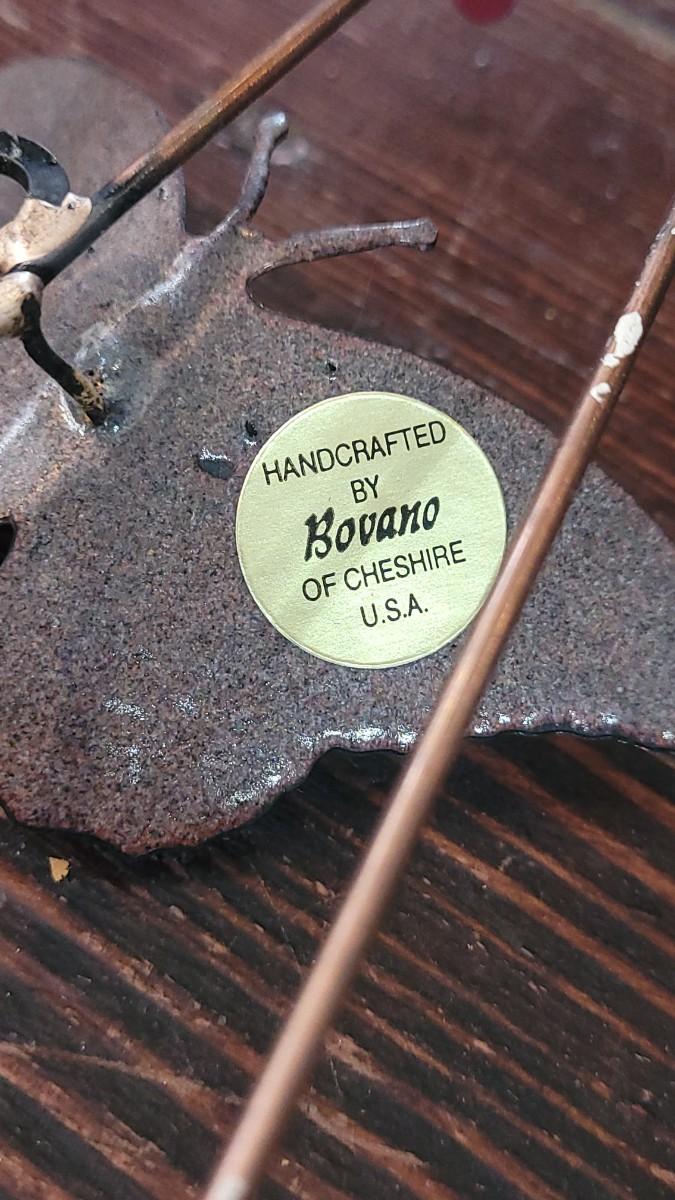 HANDCRAFTED
BY
Bovano
OF CHESHIRE
U.S.A.